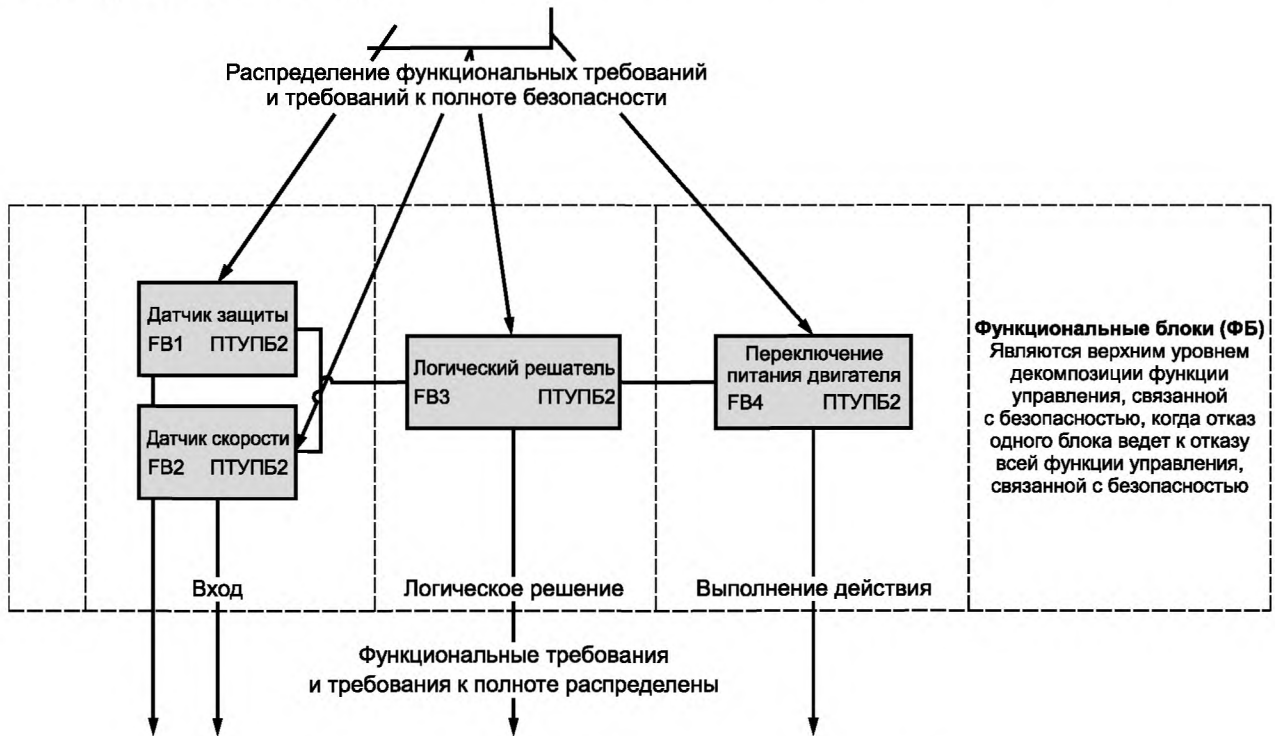 Распределение функциональных требований
и требований к полноте безопасности
Датчик защиты
FB1 ПТУПБ2
Датчик скорости
FB2 ПТУПБ2
Логический решатель
FB3 ПТУПБ2
Переключение
питания двигателя
FB4 ПТУПБ2
Функциональные блоки (ФБ)
Являются верхним уровнем
декомпозиции функции
управления, связанной
с безопасностью, когда отказ
одного блока ведет к отказу
всей функции управления,
связанной с безопасностью
Вход
Логическое решение
Выполнение действия
Функциональные требования
и требования к полноте распределены